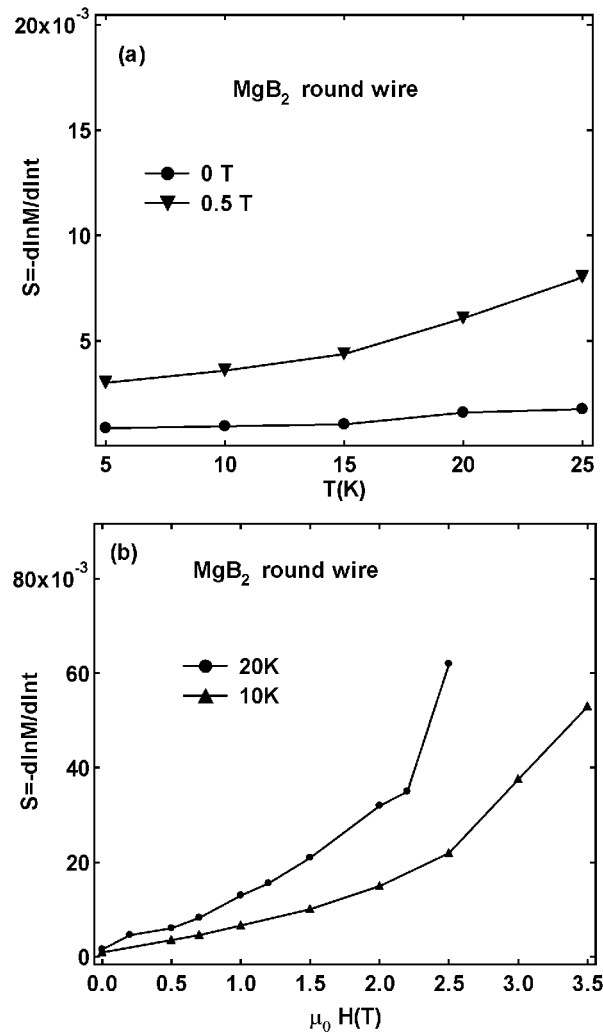 20x10⁻³
(a)
MgB₂ round wire
15
0 T
0.5 T
10
5
S=-dlnM/dlnt
5 10 15 20 25
T(K)
(b)
80x10⁻³
MgB₂ round wire
60
20K
10K
40
20
0
S=-dlnM/dlnt
0.0 0.5 1.0 1.5 2.0 2.5 3.0 3.5
μ₀ H(T)